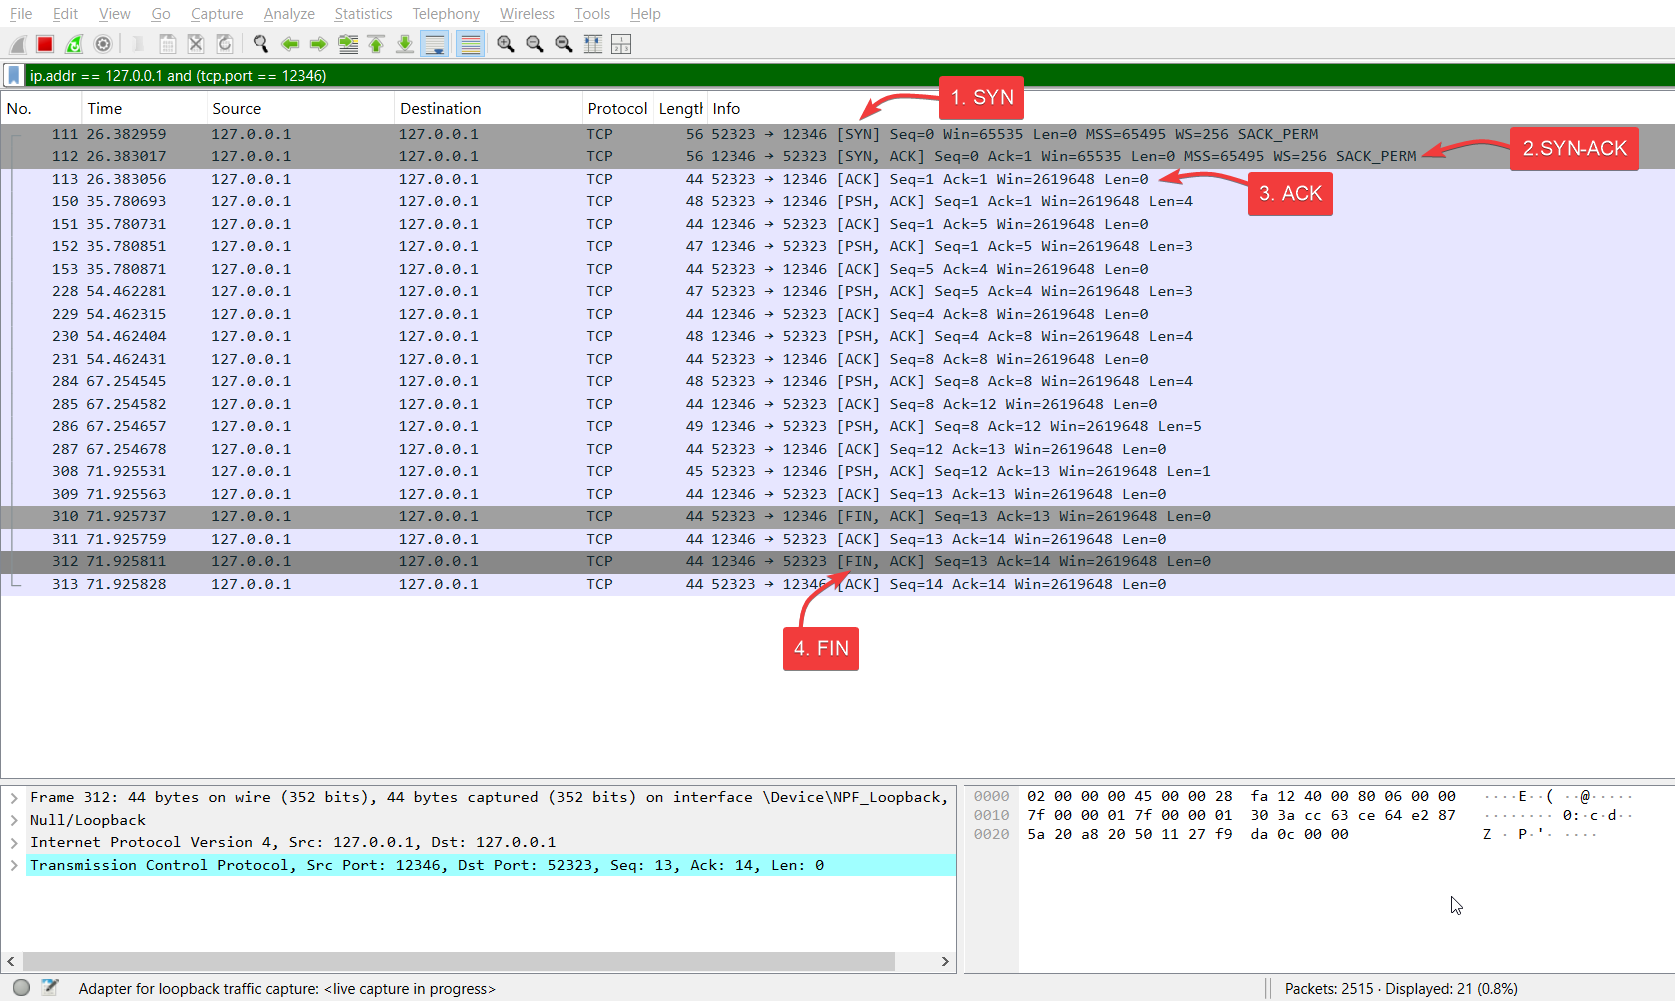 File Edit View Go Capture Analyze Statistics Telephony Wireless Tools Help
ip.addr == 127.0.0.1 and (tcp.port == 12346)
1. SYN
No. Time Source Destination Protocol Length Info
111 26.382959 127.0.0.1 127.0.0.1 TCP 56 52323 → 12346 [SYN] Seq=0 Win=65535 Len=0 MSS=65495 WS=256 SACK_PERM
112 26.383017 127.0.0.1 127.0.0.1 TCP 56 12346 → 52323 [SYN, ACK] Seq=0 Ack=1 Win=65535 Len=0 MSS=65495 WS=256 SACK_PERM
2.SYN-ACK
113 26.383056 127.0.0.1 127.0.0.1 TCP 44 52323 → 12346 [ACK] Seq=1 Ack=1 Win=2619648 Len=0
3. ACK
150 35.780693 127.0.0.1 127.0.0.1 TCP 48 52323 → 12346 [PSH, ACK] Seq=1 Ack=1 Win=2619648 Len=4
151 35.780731 127.0.0.1 127.0.0.1 TCP 44 12346 → 52323 [ACK] Seq=1 Ack=5 Win=2619648 Len=0
152 35.780851 127.0.0.1 127.0.0.1 TCP 47 12346 → 52323 [PSH, ACK] Seq=1 Ack=5 Win=2619648 Len=3
153 35.780871 127.0.0.1 127.0.0.1 TCP 44 52323 → 12346 [ACK] Seq=5 Ack=4 Win=2619648 Len=0
228 54.462281 127.0.0.1 127.0.0.1 TCP 47 52323 → 12346 [PSH, ACK] Seq=5 Ack=4 Win=2619648 Len=3
229 54.462315 127.0.0.1 127.0.0.1 TCP 44 12346 → 52323 [ACK] Seq=4 Ack=8 Win=2619648 Len=0
230 54.462404 127.0.0.1 127.0.0.1 TCP 48 12346 → 52323 [PSH, ACK] Seq=4 Ack=8 Win=2619648 Len=4
231 54.462431 127.0.0.1 127.0.0.1 TCP 44 52323 → 12346 [ACK] Seq=8 Ack=8 Win=2619648 Len=0
284 67.254545 127.0.0.1 127.0.0.1 TCP 48 52323 → 12346 [PSH, ACK] Seq=8 Ack=8 Win=2619648 Len=4
285 67.254582 127.0.0.1 127.0.0.1 TCP 44 12346 → 52323 [ACK] Seq=8 Ack=12 Win=2619648 Len=0
286 67.254657 127.0.0.1 127.0.0.1 TCP 49 12346 → 52323 [PSH, ACK] Seq=8 Ack=12 Win=2619648 Len=5
287 67.254678 127.0.0.1 127.0.0.1 TCP 44 52323 → 12346 [ACK] Seq=12 Ack=13 Win=2619648 Len=0
308 71.925531 127.0.0.1 127.0.0.1 TCP 45 52323 → 12346 [PSH, ACK] Seq=12 Ack=13 Win=2619648 Len=1
309 71.925563 127.0.0.1 127.0.0.1 TCP 44 12346 → 52323 [ACK] Seq=13 Ack=13 Win=2619648 Len=0
310 71.925737 127.0.0.1 127.0.0.1 TCP 44 52323 → 12346 [FIN, ACK] Seq=13 Ack=13 Win=2619648 Len=0
311 71.925759 127.0.0.1 127.0.0.1 TCP 44 12346 → 52323 [ACK] Seq=13 Ack=14 Win=2619648 Len=0
312 71.925811 127.0.0.1 127.0.0.1 TCP 44 12346 → 52323 [FIN, ACK] Seq=13 Ack=14 Win=2619648 Len=0
313 71.925828 127.0.0.1 127.0.0.1 TCP 44 52323 → 12346 [ACK] Seq=14 Ack=14 Win=2619648 Len=0
4. FIN
Frame 312: 44 bytes on wire (352 bits), 44 bytes captured (352 bits) on interface \Device\NPF_Loopback,
Null/Loopback
Internet Protocol Version 4, Src: 127.0.0.1, Dst: 127.0.0.1
Transmission Control Protocol, Src Port: 12346, Dst Port: 52323, Seq: 13, Ack: 14, Len: 0
0000 02 00 00 00 45 00 00 28 fa 12 40 00 80 06 00 00 ····E··( ··@·····
0010 7f 00 00 01 7f 00 00 01 30 3a cc 63 ce 64 e2 87 ········ 0:·c·d··
0020 5a 20 a8 20 50 11 27 f9 da 0c 00 00 Z · P·'· ····
Adapter for loopback traffic capture: <live capture in progress>
Packets: 2515 · Displayed: 21 (0.8%)